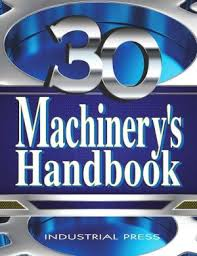 30
Machinery's
Handbook
INDUSTRIAL PRESS